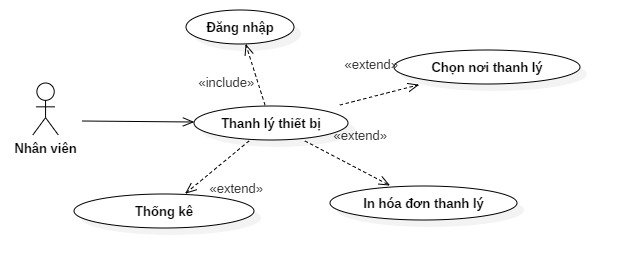 Đăng nhập
«include»
«extend»
Chọn nơi thanh lý
Thanh lý thiết bị
«extend»
Nhân viên
«extend»
Thống kê
In hóa đơn thanh lý